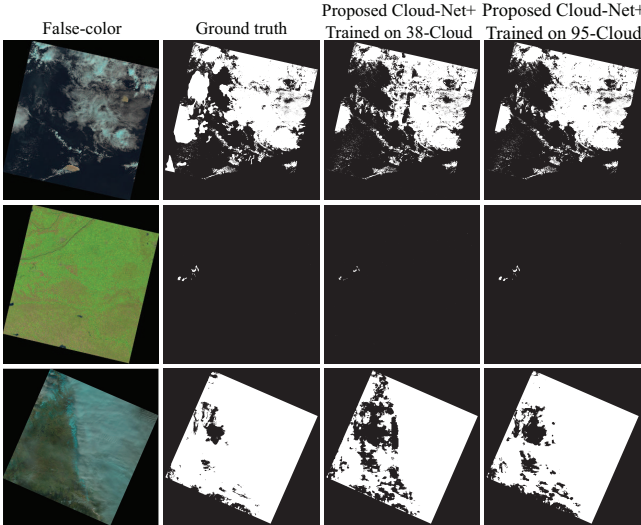 False-color
Ground truth
Proposed Cloud-Net+
Trained on 38-Cloud
Proposed Cloud-Net+
Trained on 95-Cloud